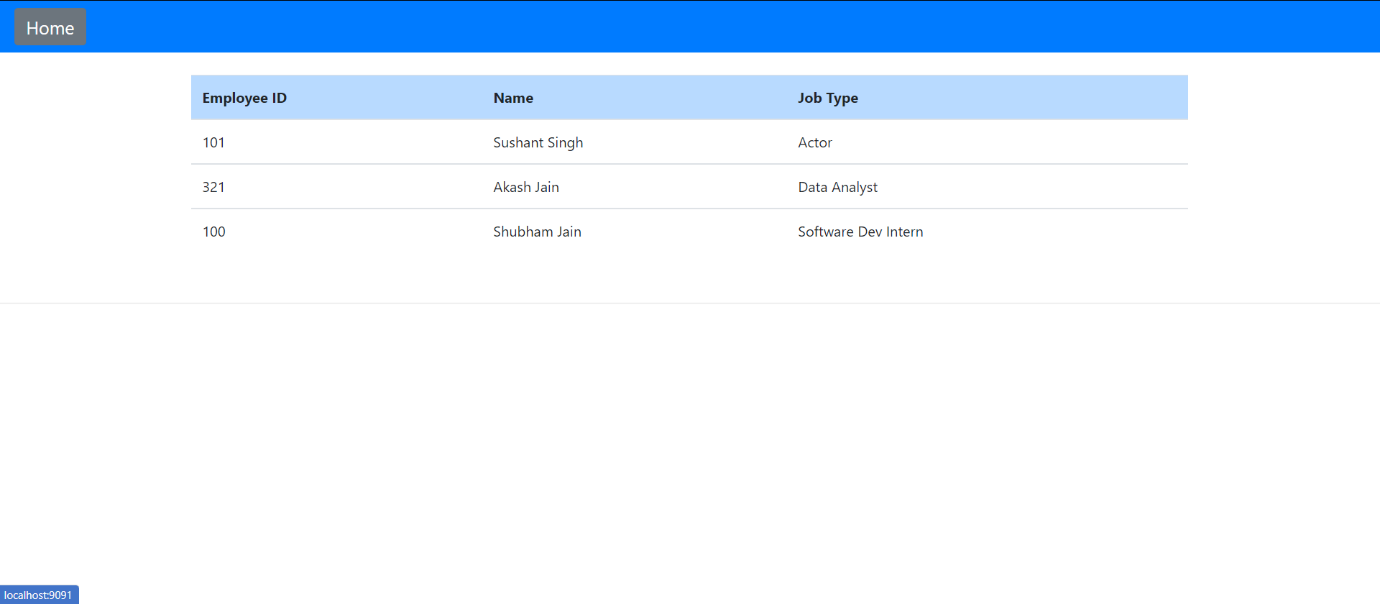 Home
Employee ID Name Job Type
101 Sushant Singh Actor
321 Akash Jain Data Analyst
100 Shubham Jain Software Dev Intern
localhost:9091